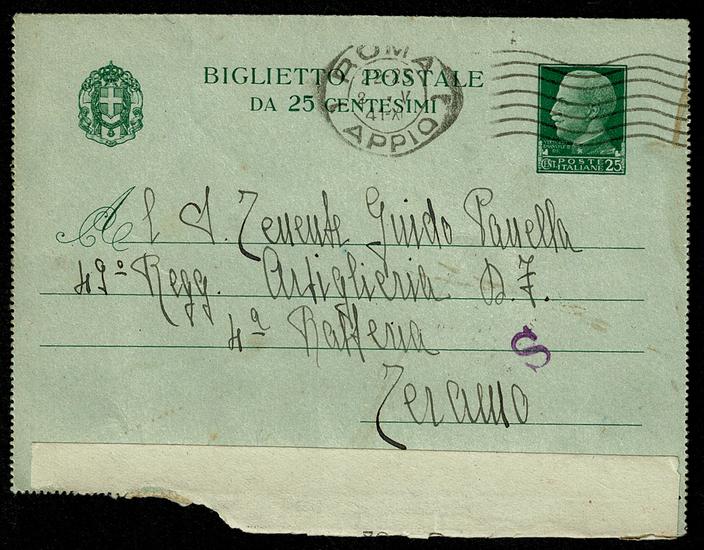 BIGLIETTO POSTALE
DA 25 CENTESIMI
ROMA
APPIO
CENT. POSTE ITALIANE 25
Al S. Tenente Guido Panella
49º Regg. Artiglieria D. F.
4ª Batteria
S
Teramo